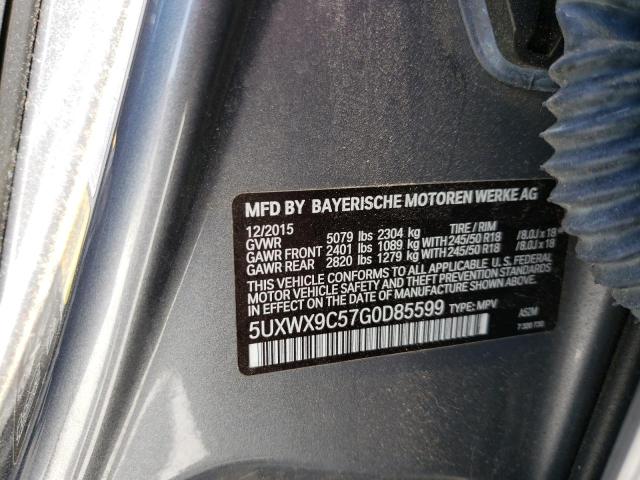 MFD BY BAYERISCHE MOTOREN WERKE AG
12/2015 TIRE / RIM
GVWR 5079 lbs 2304 kg
GAWR FRONT 2401 lbs 1089 kg WITH 245/50 R18 /8.0J x 18
GAWR REAR 2820 lbs 1279 kg WITH 245/50 R18 /8.0J x 18
THIS VEHICLE CONFORMS TO ALL APPLICABLE U.S. FEDERAL
MOTOR VEHICLE SAFETY AND THEFT PREVENTION STANDARDS
IN EFFECT ON THE DATE OF MANUFACTURE SHOWN ABOVE.
5UXWX9C57G0D85599 TYPE: MPV
A52M